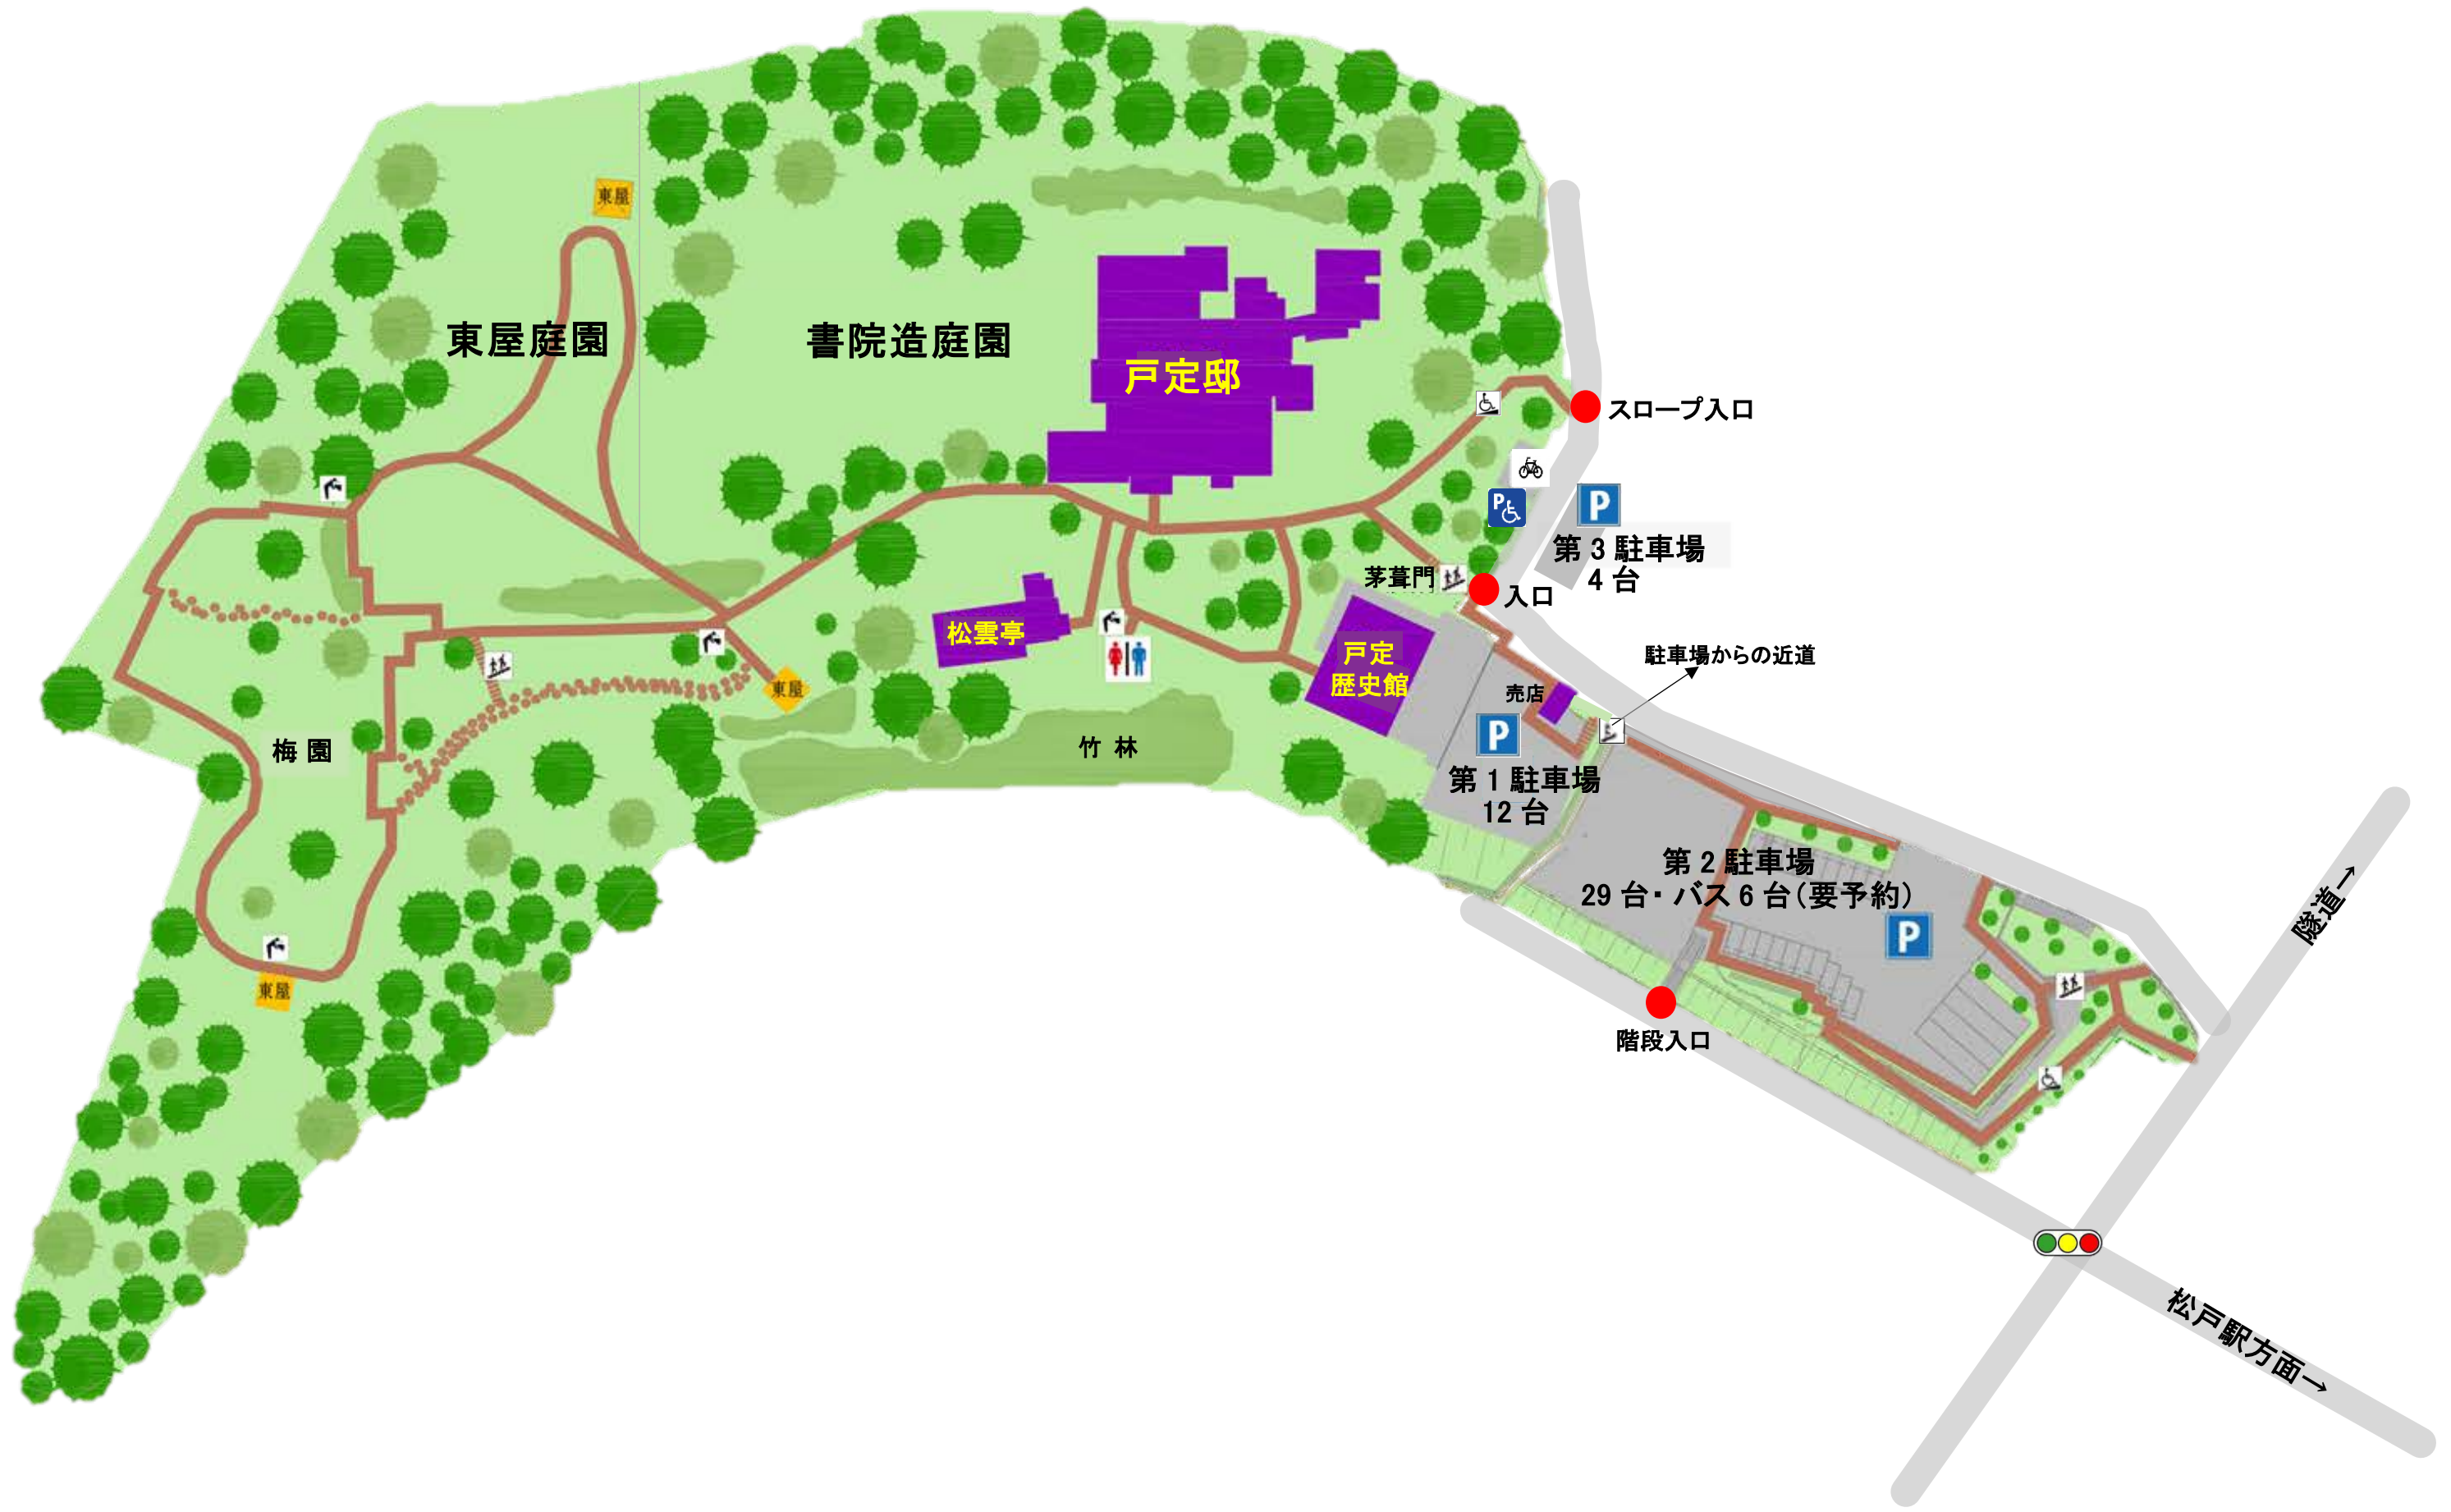 東屋
東屋庭園
書院造庭園
戸定邸
スロープ入口
P
P
第3駐車場
4台
茅葺門
入口
松雲亭
戸定
歴史館
駐車場からの近道
東屋
売店
P
梅園
竹林
第1駐車場
12台
第2駐車場
29台・バス6台(要予約)
P
隧道→
東屋
階段入口
松戸駅方面→